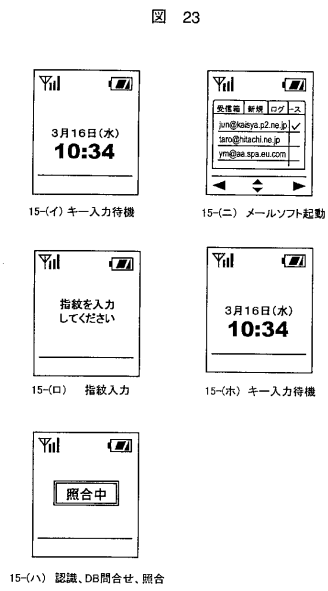 図 23
3月16日(水)
10:34
15-(イ) キー入力待機
指紋を入力
してください
15-(ロ) 指紋入力
照合中
15-(ハ) 認識、DB問合せ、照合
受信箱 新規 ログ -ス
jun@kaisya.p2.ne.jp ✓
taro@hitachi.ne.jp
ym@aa.spa.eu.com
15-(ニ) メールソフト起動
3月16日(水)
10:34
15-(ホ) キー入力待機